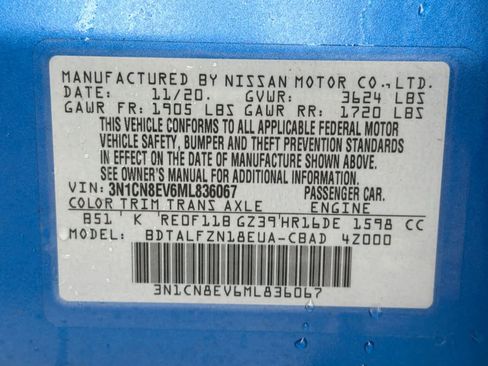 MANUFACTURED BY NISSAN MOTOR CO.,LTD.
DATE: 11/20. GVWR: 3624 LBS
GAWR FR: 1905 LBS GAWR RR: 1720 LBS
THIS VEHICLE CONFORMS TO ALL APPLICABLE FEDERAL MOTOR
VEHICLE SAFETY, BUMPER AND THEFT PREVENTION STANDARDS
IN EFFECT ON THE DATE OF MANUFACTURE SHOWN ABOVE.
SEE OWNER'S MANUAL FOR ADDITIONAL INFORMATION.
VIN: 3N1CN8EV6ML836067 PASSENGER CAR.
COLOR TRIM TRANS AXLE ENGINE
B51 K RE0F11B GZ39 HR16DE 1598 CC
MODEL: BDTALFZN18EUA-CBAD 4Z000
3N1CN8EV6ML836067